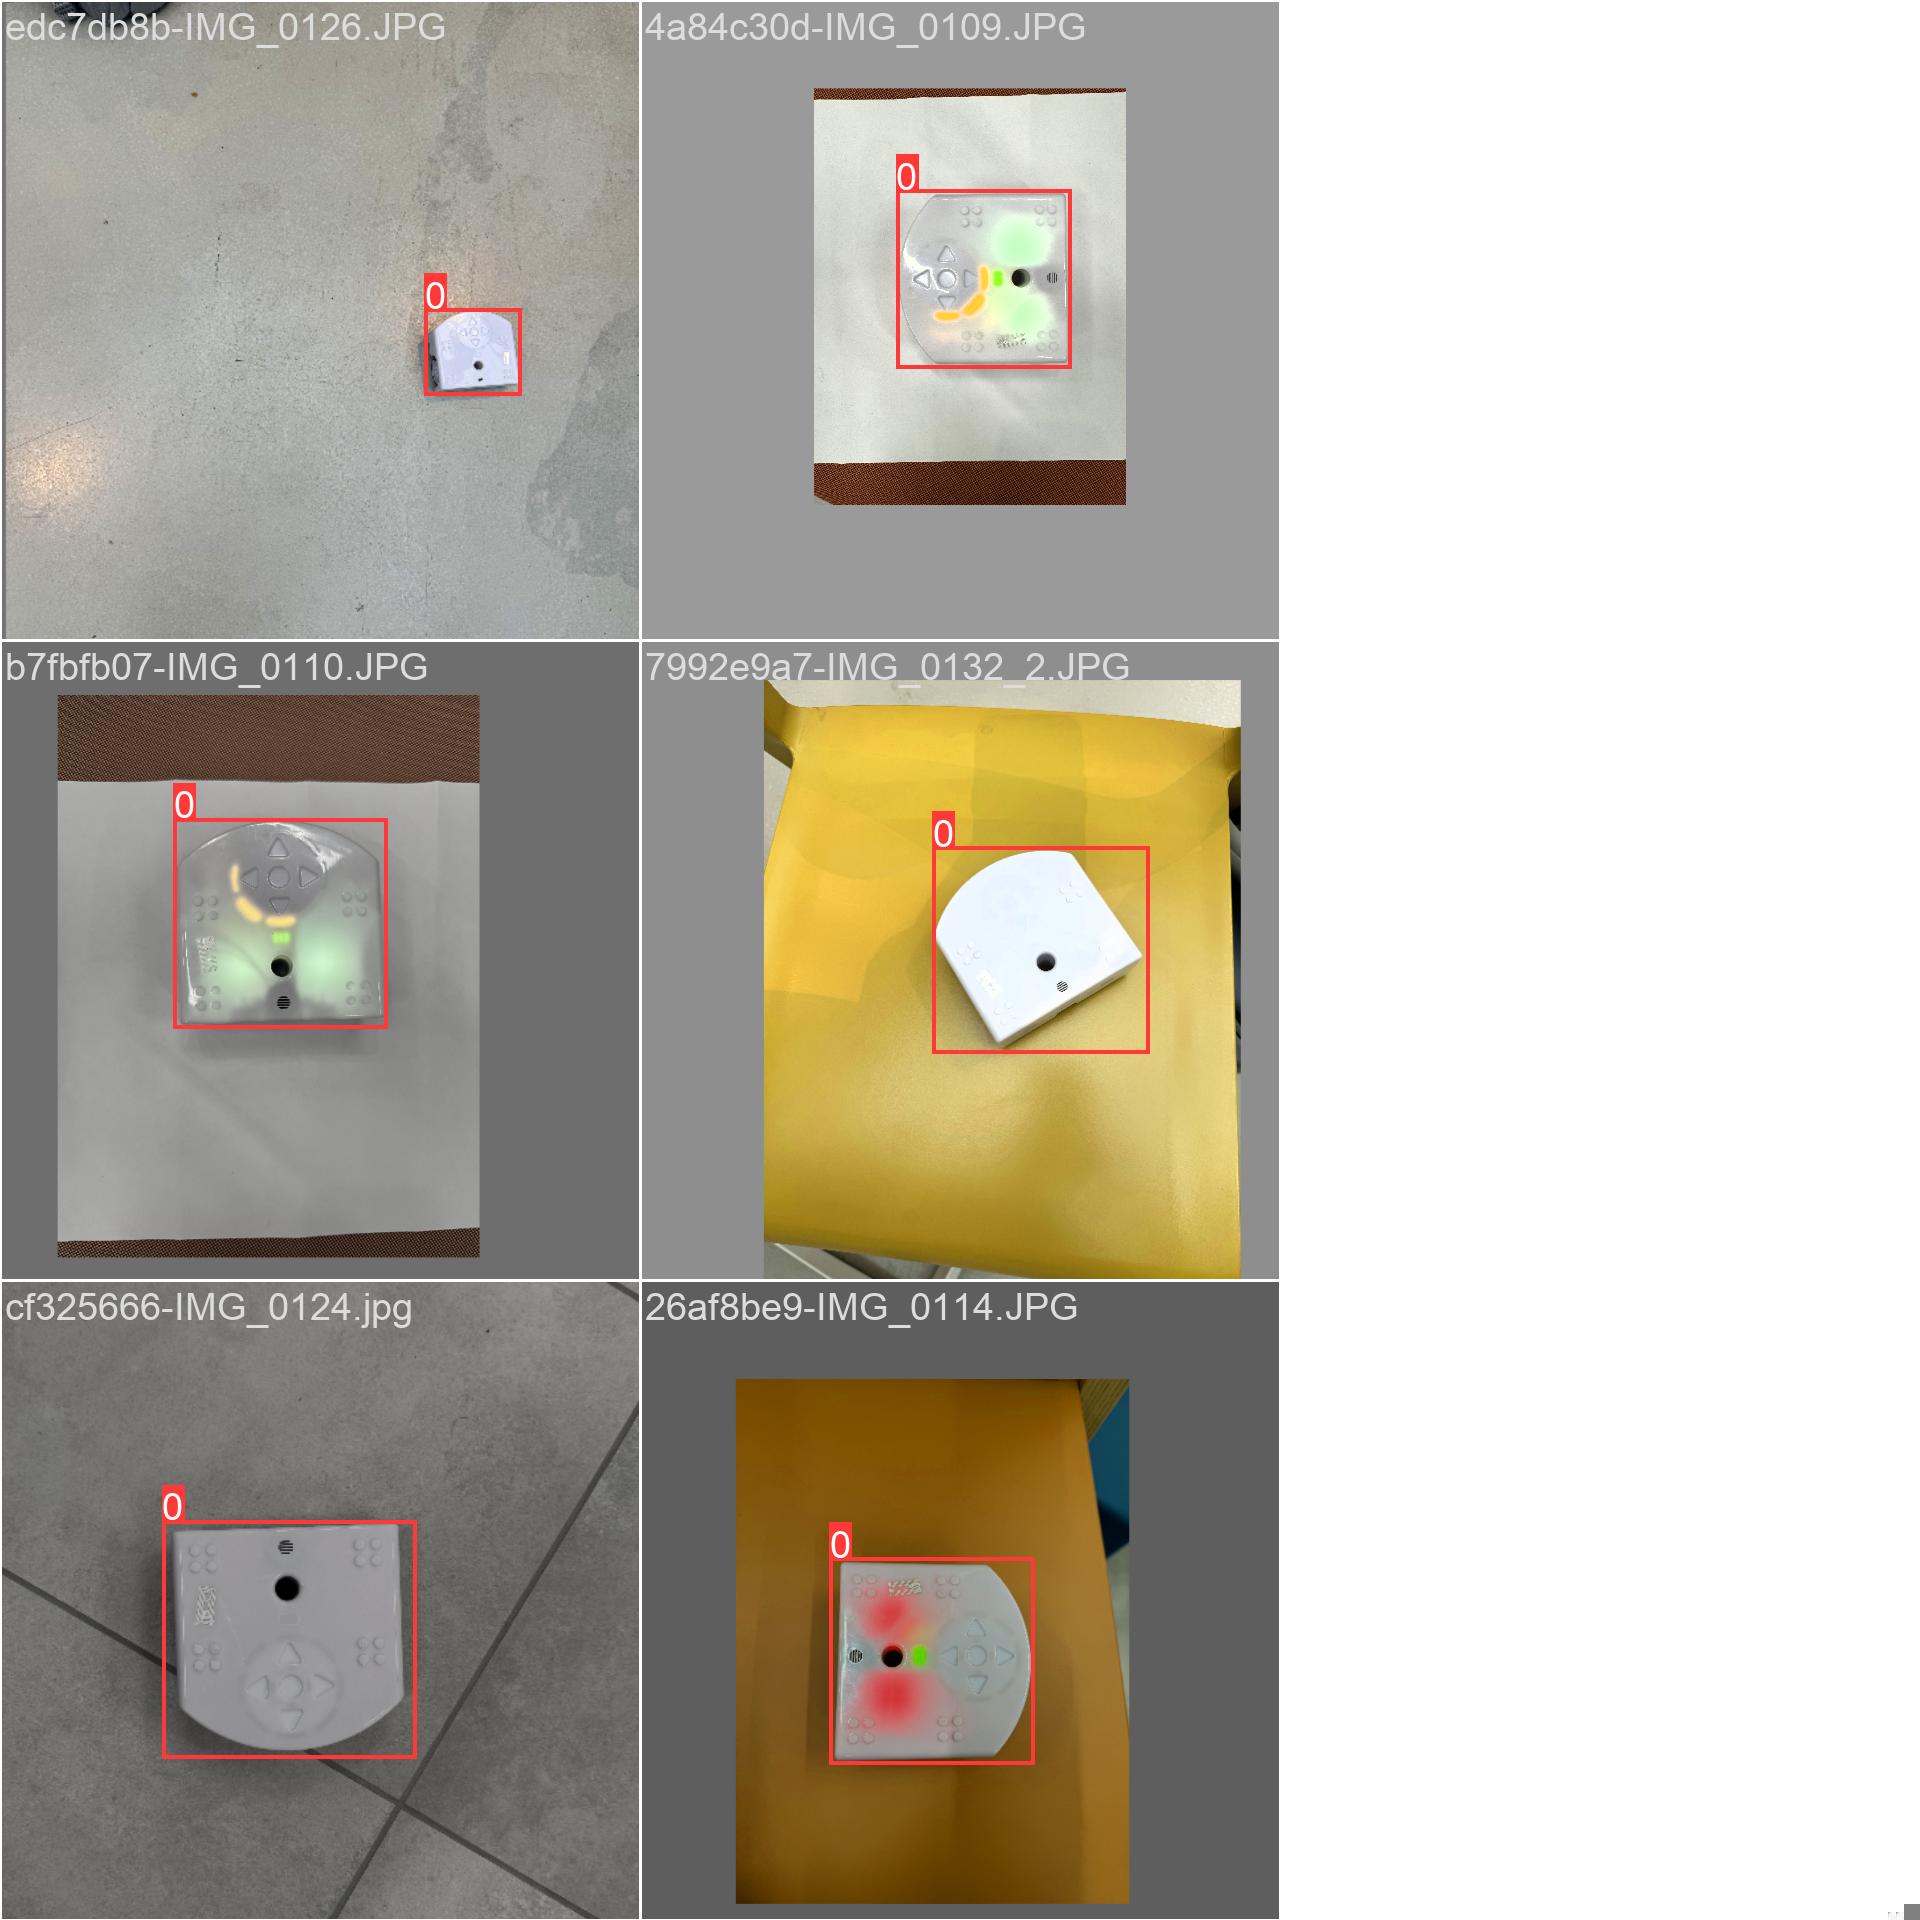 edc7db8b-IMG_0126.JPG
4a84c30d-IMG_0109.JPG
0
0
b7fbfb07-IMG_0110.JPG
7992e9a7-IMG_0132_2.JPG
0
0
cf325666-IMG_0124.jpg
26af8be9-IMG_0114.JPG
0
0